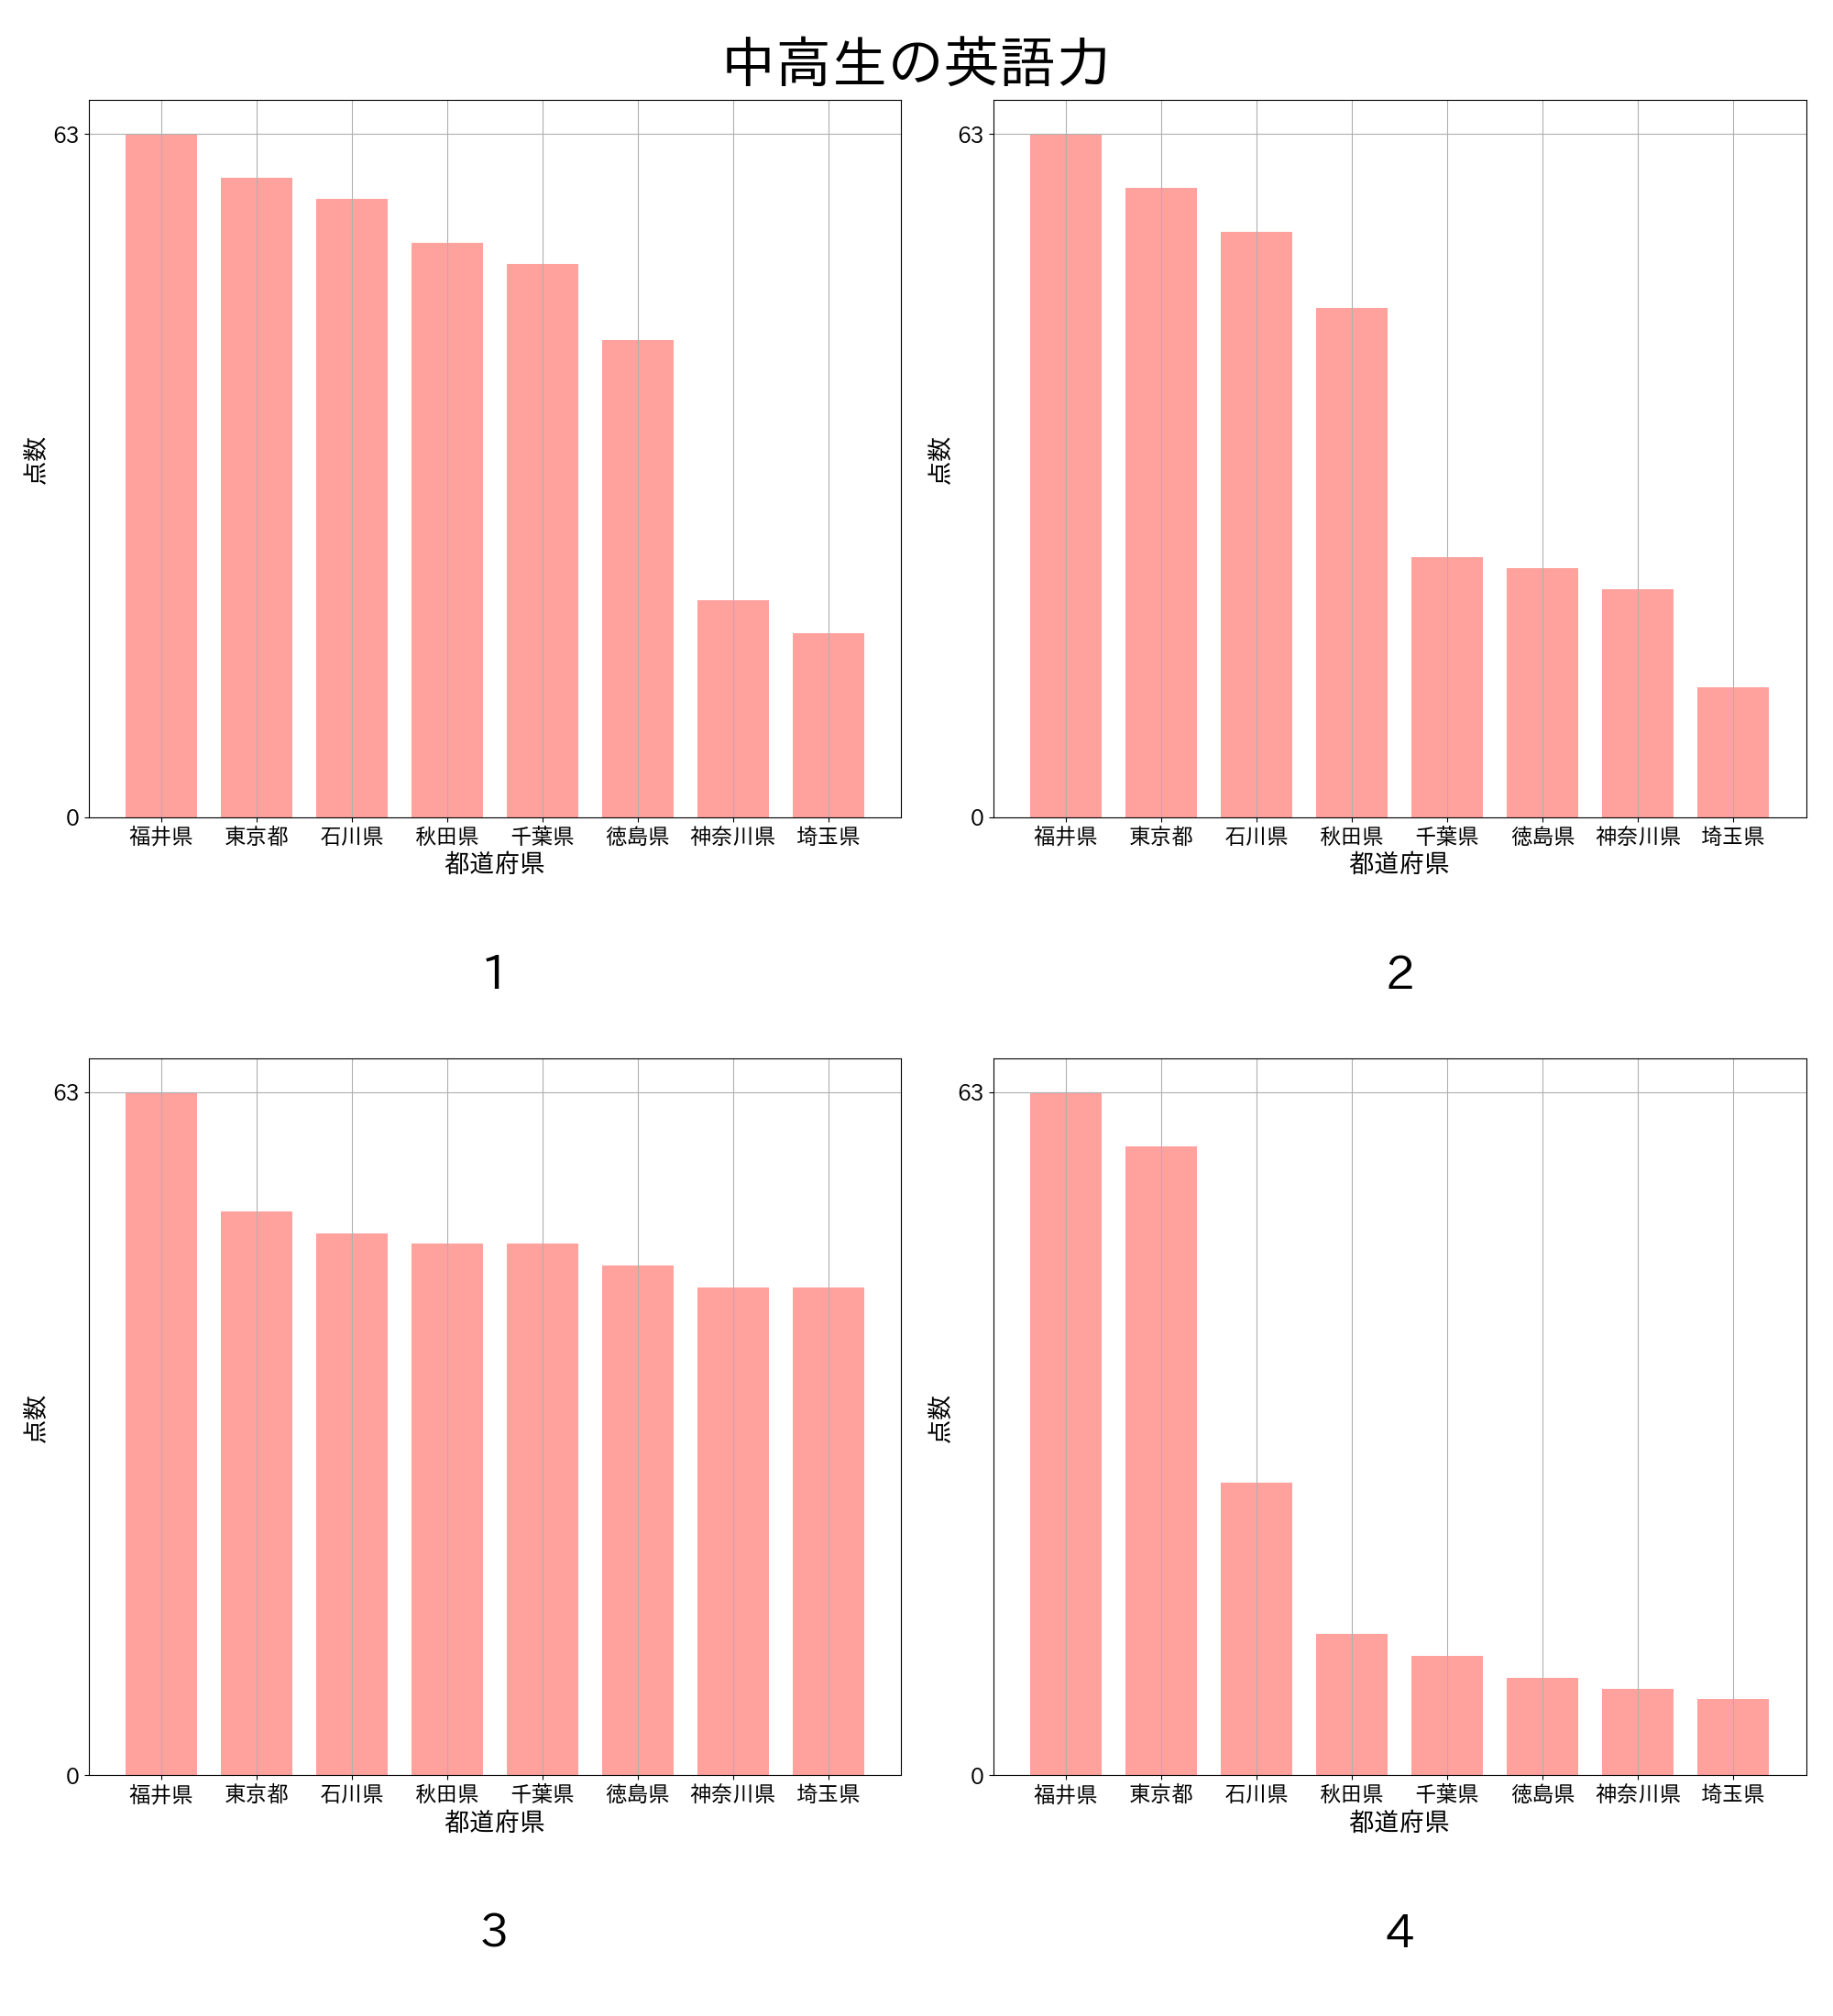 中高生の英語力
63
0
点数
福井県 東京都 石川県 秋田県 千葉県 徳島県 神奈川県 埼玉県
都道府県
1
63
0
点数
福井県 東京都 石川県 秋田県 千葉県 徳島県 神奈川県 埼玉県
都道府県
2
63
0
点数
福井県 東京都 石川県 秋田県 千葉県 徳島県 神奈川県 埼玉県
都道府県
3
63
0
点数
福井県 東京都 石川県 秋田県 千葉県 徳島県 神奈川県 埼玉県
都道府県
4